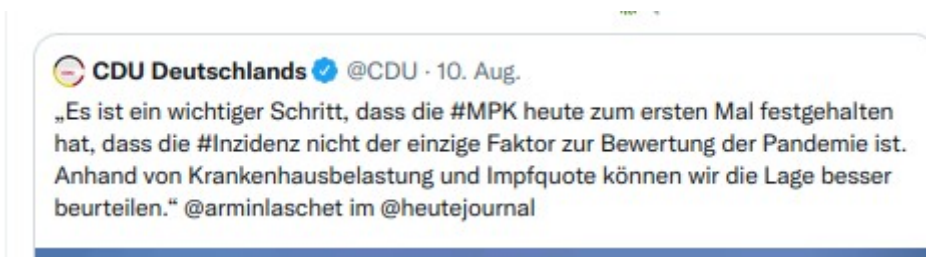 CDU Deutschlands @CDU · 10. Aug.
„Es ist ein wichtiger Schritt, dass die #MPK heute zum ersten Mal festgehalten
hat, dass die #Inzidenz nicht der einzige Faktor zur Bewertung der Pandemie ist.
Anhand von Krankenhausbelastung und Impfquote können wir die Lage besser
beurteilen.“ @arminlaschet im @heutejournal